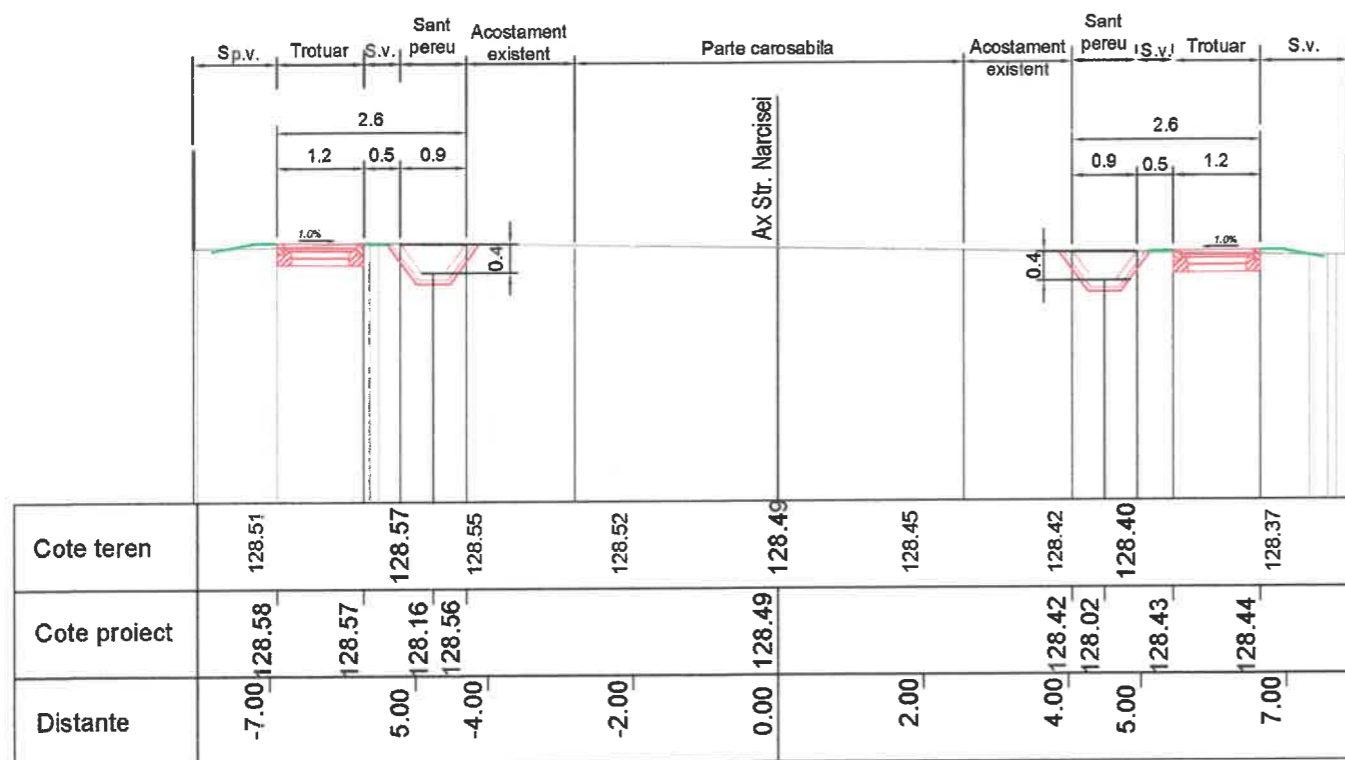 Sp.v. Trotuar S.v. Sant pereu Acostament existent Parte carosabila Acostament existent Sant pereu S.v. Trotuar S.v.
2.6 2.6
1.2 0.5 0.9 0.9 0.5 1.2
Ax Str. Narcisei
1.0% 0.4 0.4 1.0%
Cote teren 128.51 128.57 128.55 128.52 128.49 128.45 128.42 128.40 128.37
Cote proiect 128.58 128.57 128.16 128.56 128.49 128.42 128.02 128.43 128.44
Distante -7.00 5.00 -4.00 -2.00 0.00 2.00 4.00 5.00 7.00